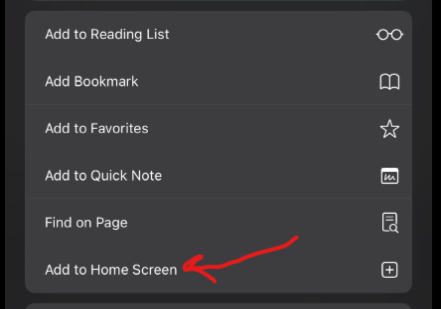 Add to Reading List
Add Bookmark
Add to Favorites
Add to Quick Note
Find on Page
Add to Home Screen